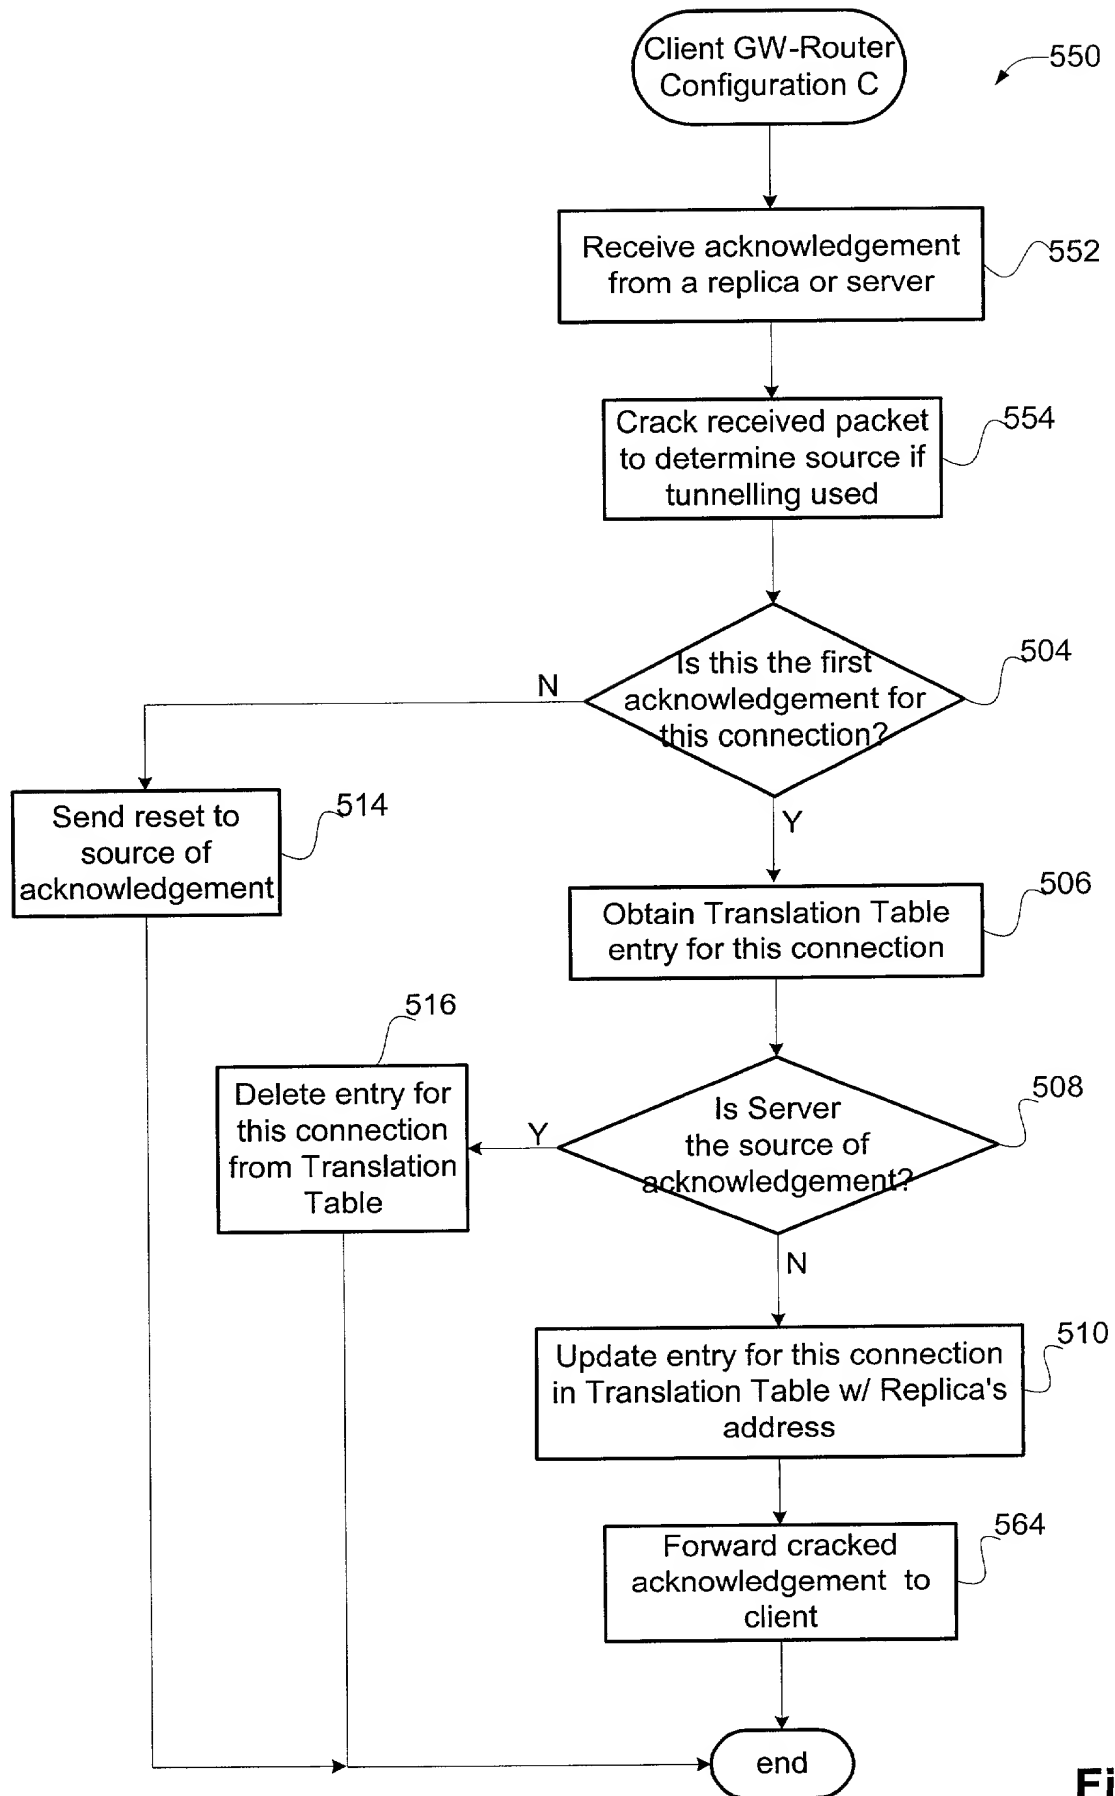 Client GW-Router
Configuration C
550
Receive acknowledgement
from a replica or server
552
Crack received packet
to determine source if
tunnelling used
554
Is this the first
acknowledgement for
this connection?
504
N
Y
Send reset to
source of
acknowledgement
514
Obtain Translation Table
entry for this connection
506
516
Delete entry for
this connection
from Translation
Table
Y
Is Server
the source of
acknowledgement?
508
N
Update entry for this connection
in Translation Table w/ Replica's
address
510
Forward cracked
acknowledgement to
client
564
end
Fi